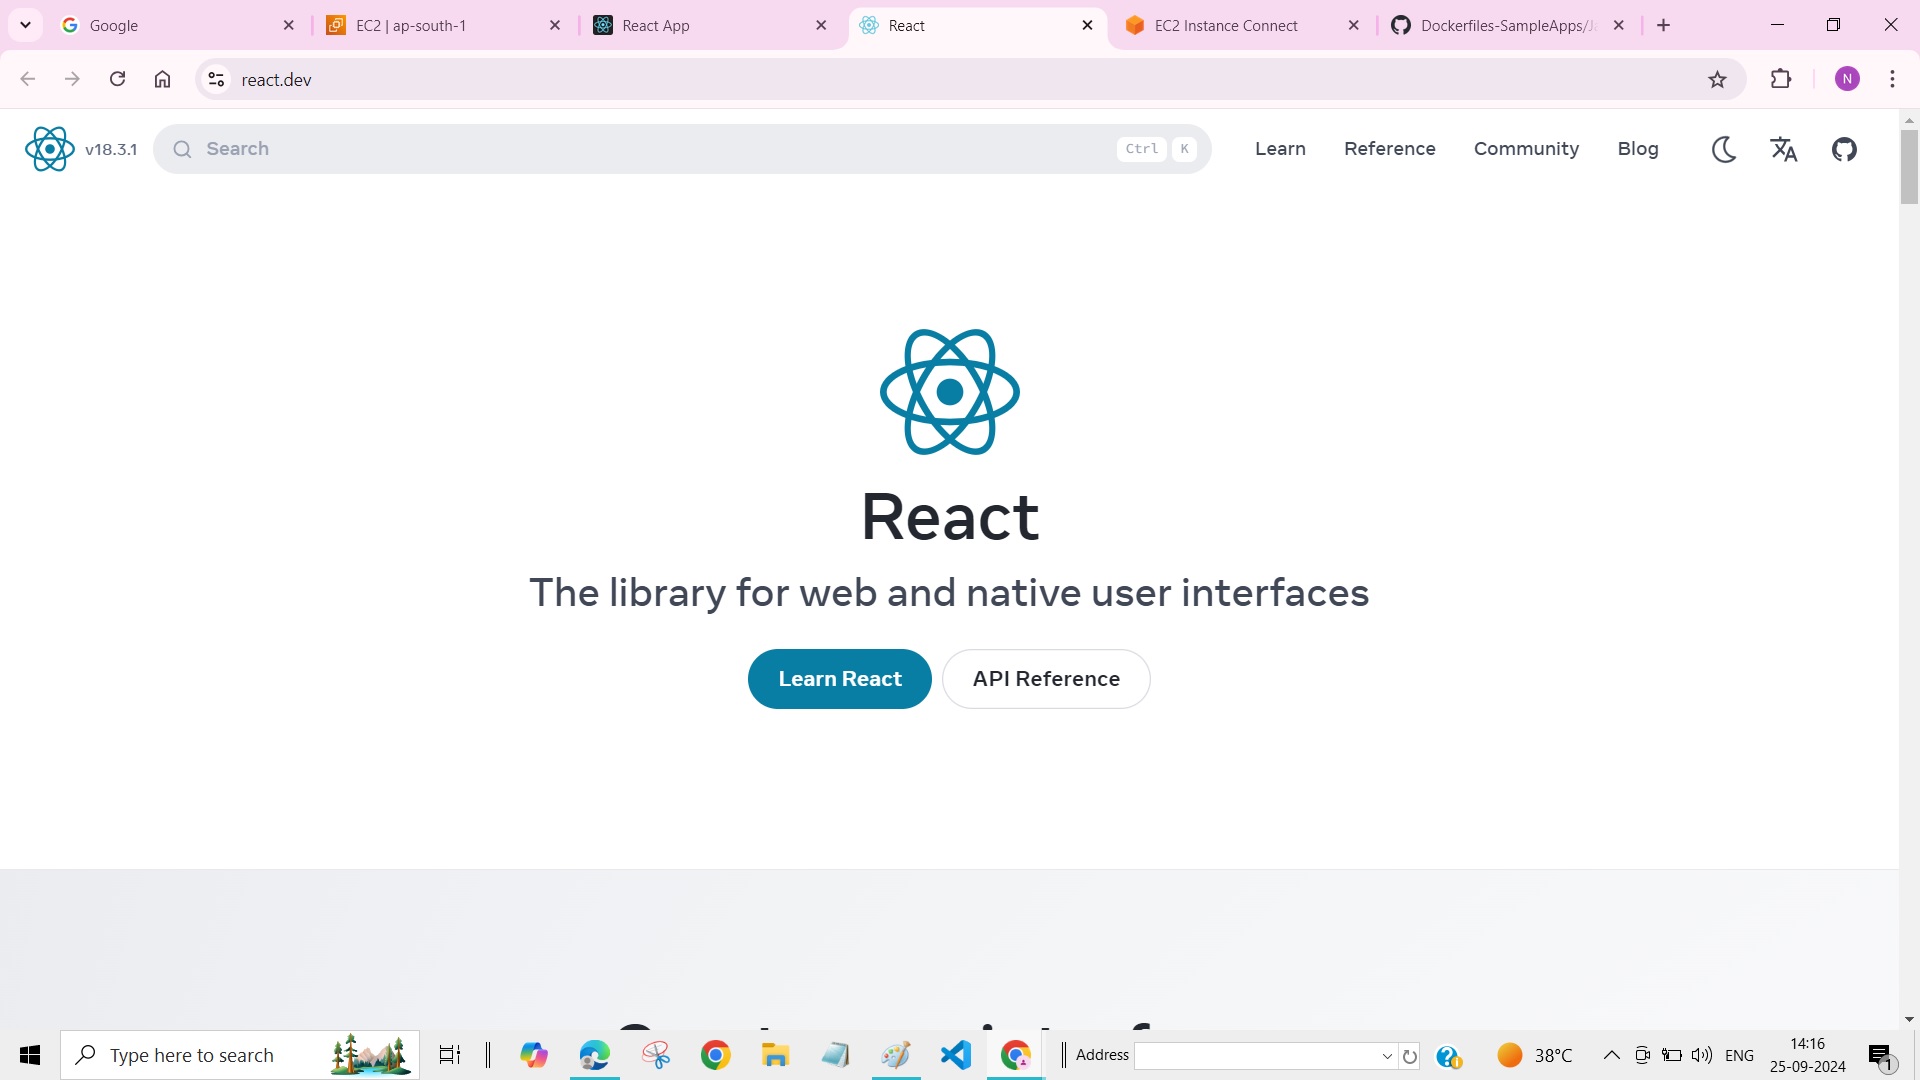 Google
EC2 | ap-south-1
React App
React
EC2 Instance Connect
Dockerfiles-SampleApps/
react.dev
N
v18.3.1
Search
Ctrl
K
Learn
Reference
Community
Blog
React
The library for web and native user interfaces
Learn React
API Reference
Type here to search
Address
38°C
ENG
14:16
25-09-2024
1